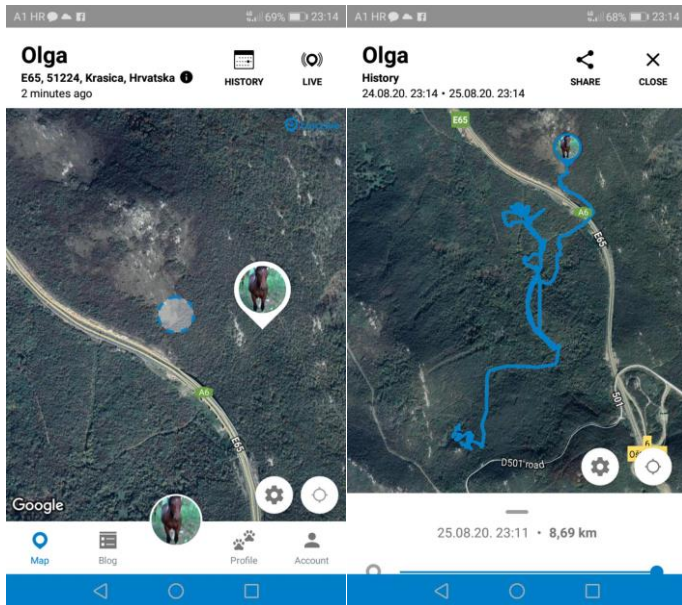 A1 HR
69%
23:14
Olga
E65, 51224, Krasica, Hrvatska
2 minutes ago
HISTORY
LIVE
A6
E65
Google
Map
Blog
Profile
Account
A1 HR
68%
23:14
Olga
History
24.08.20. 23:14 • 25.08.20. 23:14
SHARE
CLOSE
E65
A6
E65
501
6
D501 road
25.08.20. 23:11 • 8,69 km